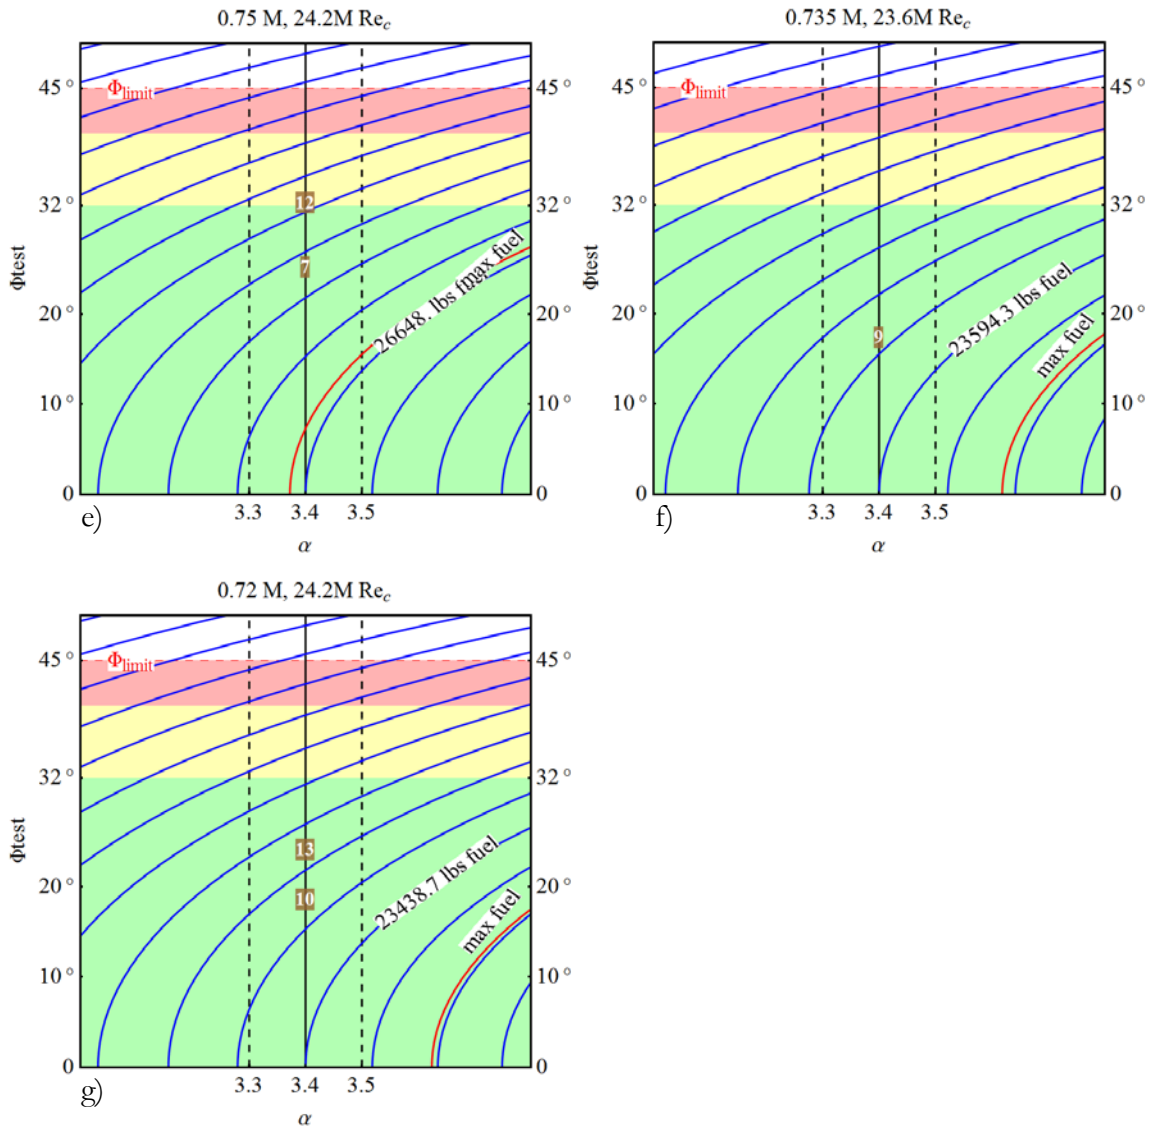 0.75 M, 24.2M Re_c
Φ_limit
45 °
32 °
20 °
10 °
0
45 °
32 °
20 °
10 °
0
Φtest
12
7
26648. lbs f
max fuel
3.3 3.4 3.5
α
e)
0.735 M, 23.6M Re_c
Φ_limit
45 °
32 °
20 °
10 °
0
45 °
32 °
20 °
10 °
0
Φtest
9
23594.3 lbs fuel
max fuel
3.3 3.4 3.5
α
f)
0.72 M, 24.2M Re_c
Φ_limit
45 °
32 °
20 °
10 °
0
45 °
32 °
20 °
10 °
0
Φtest
13
10
23438.7 lbs fuel
max fuel
3.3 3.4 3.5
α
g)